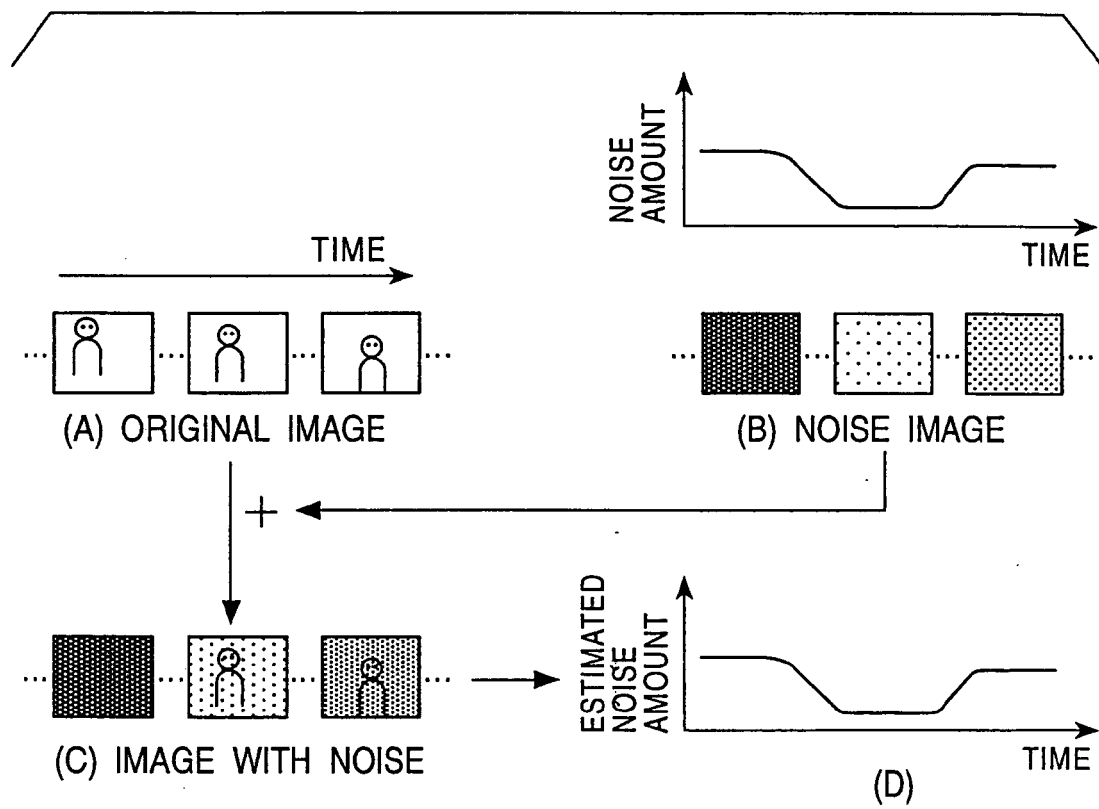 NOISE
AMOUNT
TIME
TIME
... ... ... ...
(A) ORIGINAL IMAGE
... ... ...
(B) NOISE IMAGE
+
... ... ... ...
(C) IMAGE WITH NOISE
ESTIMATED
NOISE
AMOUNT
TIME
(D)